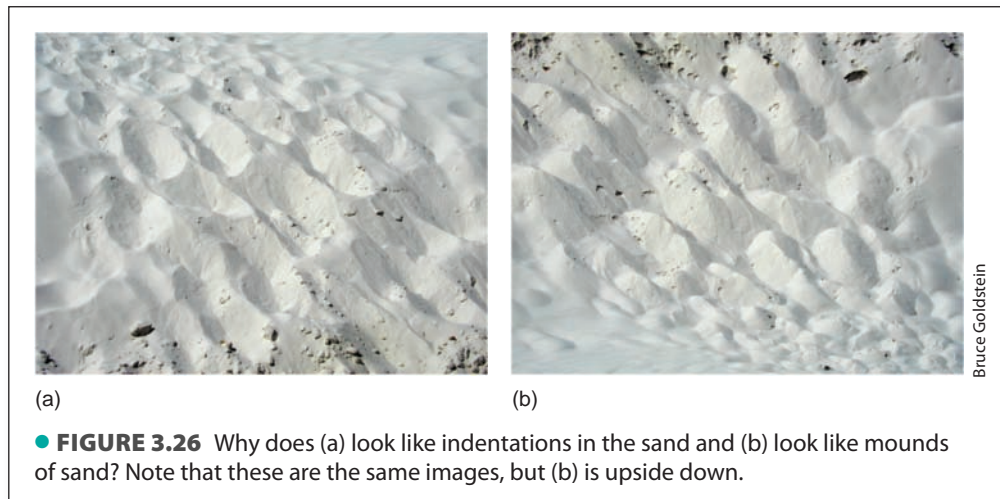 Bruce Goldstein
(a)
(b)
● FIGURE 3.26 Why does (a) look like indentations in the sand and (b) look like mounds
of sand? Note that these are the same images, but (b) is upside down.